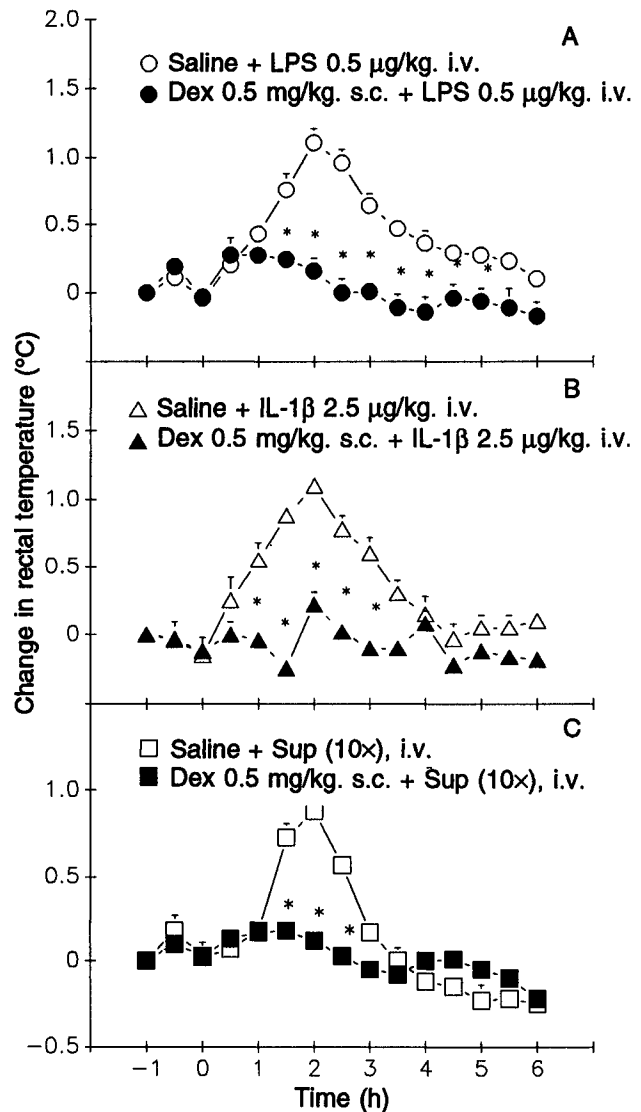 Change in rectal temperature (°C)
2.0
1.5
1.0
0.5
0
A
Saline + LPS 0.5 μg/kg. i.v.
Dex 0.5 mg/kg. s.c. + LPS 0.5 μg/kg. i.v.
* * * * * * * *
1.5
1.0
0.5
0
B
Saline + IL-1β 2.5 μg/kg. i.v.
Dex 0.5 mg/kg. s.c. + IL-1β 2.5 μg/kg. i.v.
* * * * *
1.0
0.5
0
−0.5
C
Saline + Sup (10×), i.v.
Dex 0.5 mg/kg. s.c. + Sup (10×), i.v.
* * *
−1 0 1 2 3 4 5 6
Time (h)